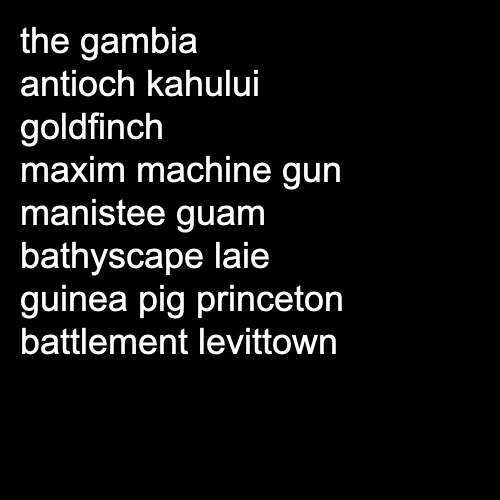 the gambia
antioch kahului
goldfinch
maxim machine gun
manistee guam
bathyscape laie
guinea pig princeton
battlement levittown